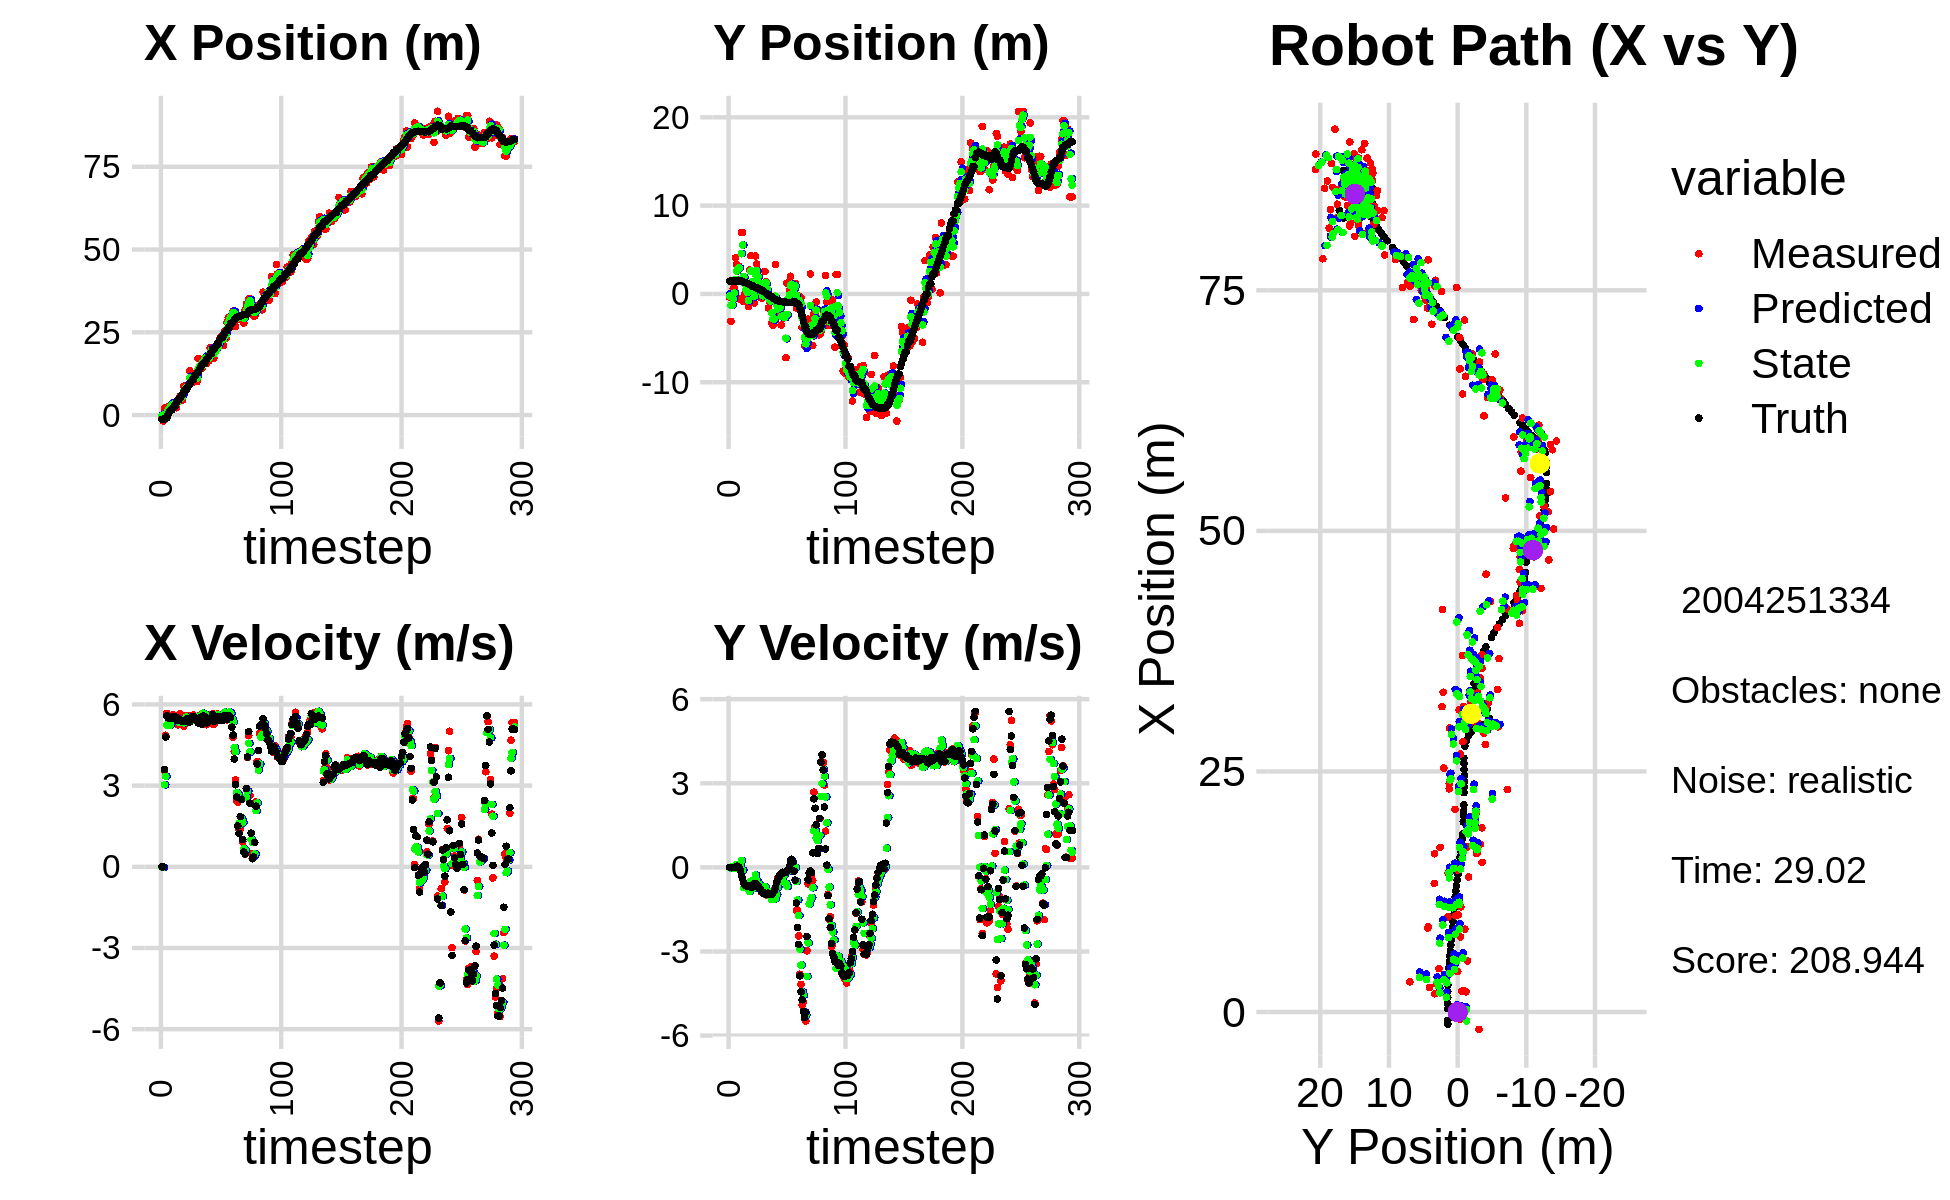 X Position (m)
75
50
25
0
0
100
200
300
timestep
Y Position (m)
20
10
0
-10
0
100
200
300
timestep
X Velocity (m/s)
6
3
0
-3
-6
0
100
200
300
timestep
Y Velocity (m/s)
6
3
0
-3
-6
0
100
200
300
timestep
Robot Path (X vs Y)
X Position (m)
75
50
25
0
20 10 0 -10 -20
Y Position (m)
variable
Measured
Predicted
State
Truth
2004251334
Obstacles: none
Noise: realistic
Time: 29.02
Score: 208.944